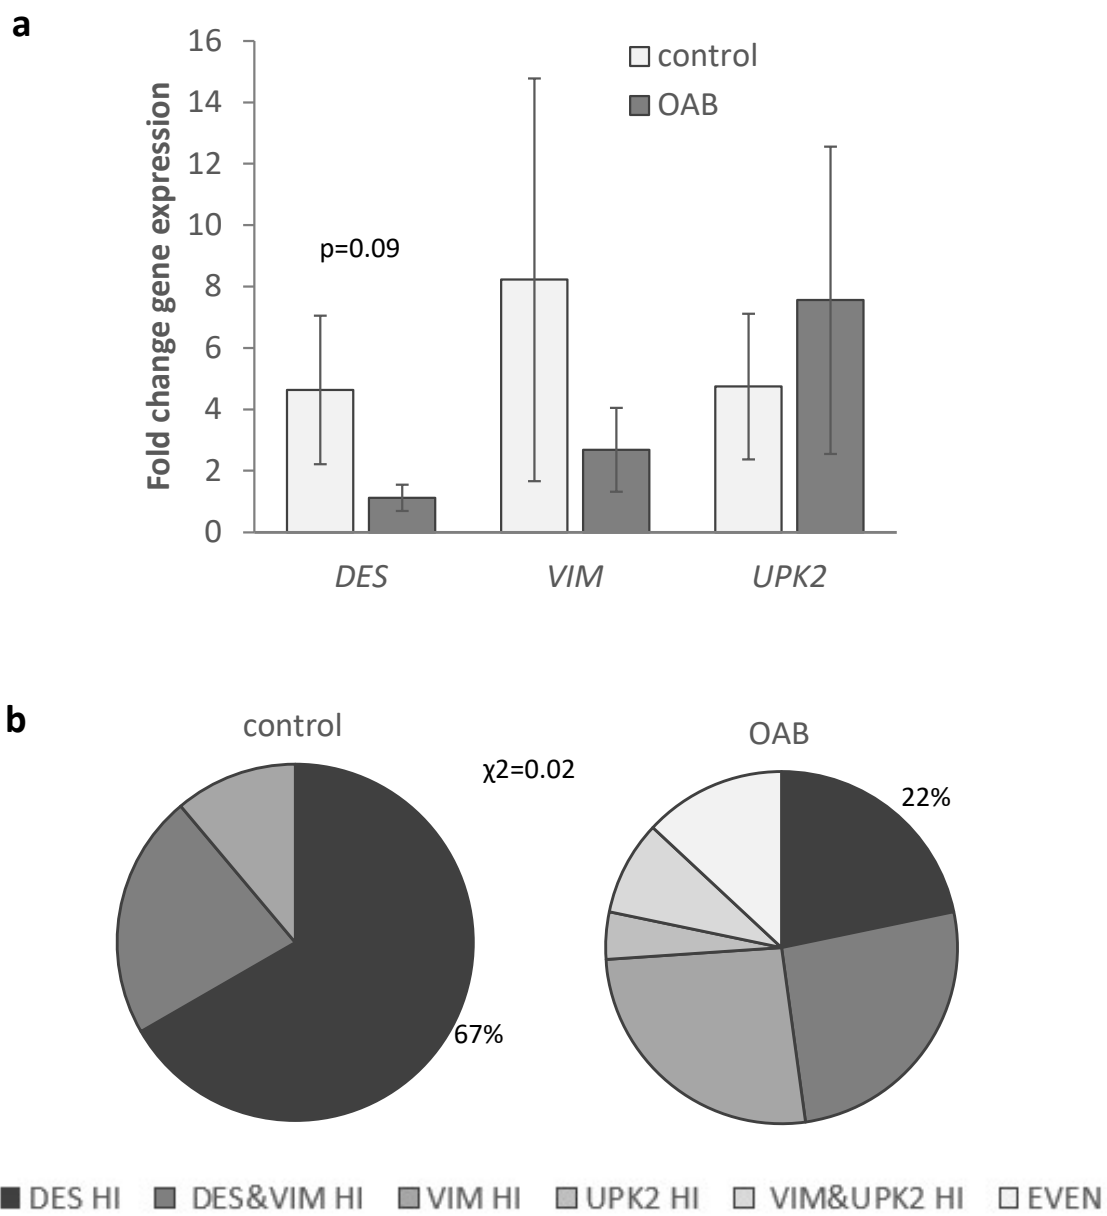 a
16
14
12
10
8
6
4
2
0
Fold change gene expression
control
OAB
p=0.09
DES VIM UPK2
b
control
OAB
χ2=0.02
22%
67%
DES HI DES&VIM HI VIM HI UPK2 HI VIM&UPK2 HI EVEN